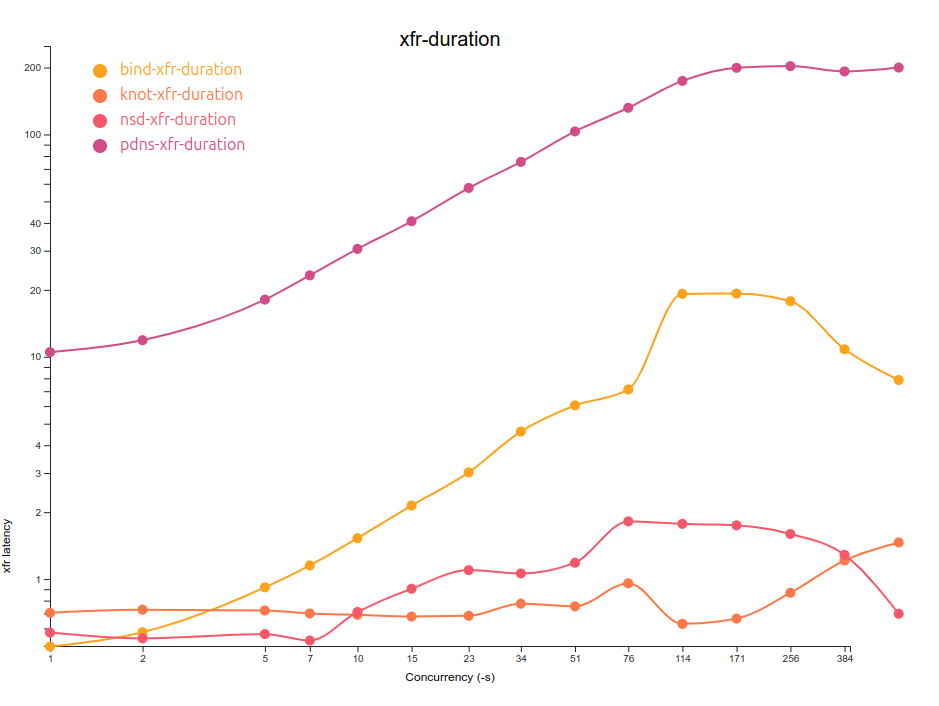 xfr-duration
bind-xfr-duration
knot-xfr-duration
nsd-xfr-duration
pdns-xfr-duration
200
100
40
30
20
10
4
3
2
1
xfr latency
1 2 5 7 10 15 23 34 51 76 114 171 256 384
Concurrency (-s)